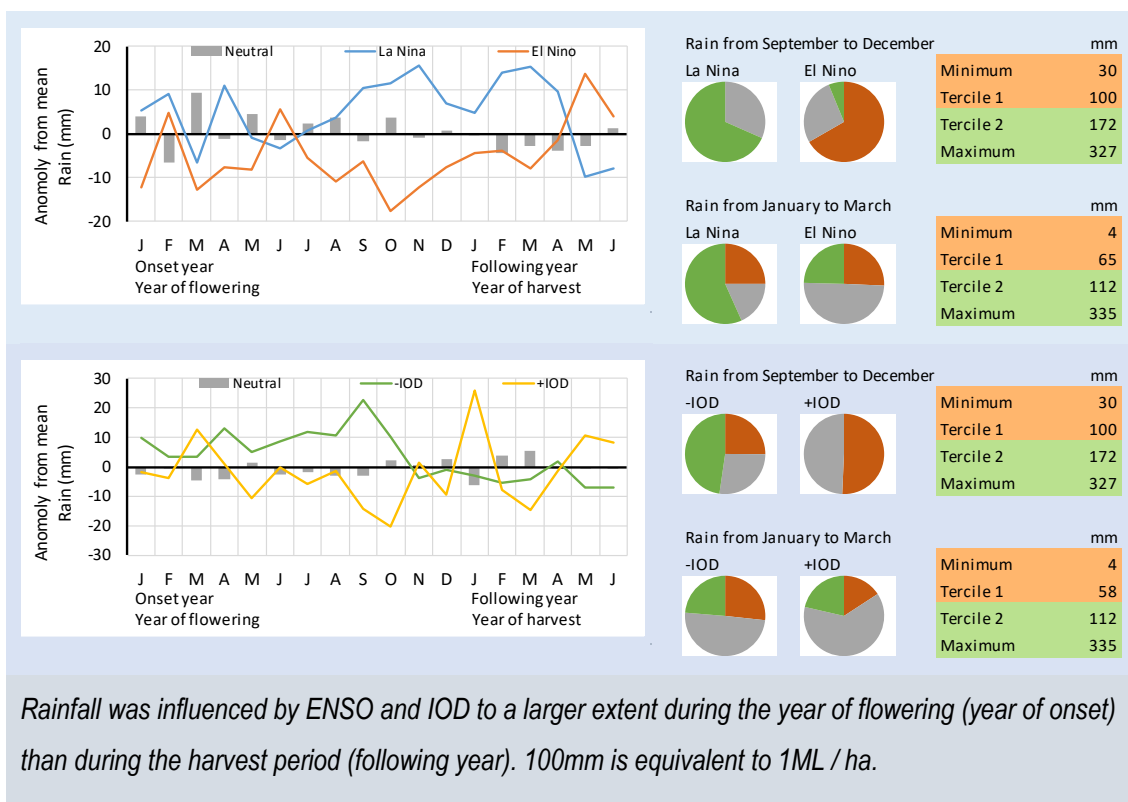 Neutral La Nina El Nino
20
10
0
-10
-20
Anomoly from mean
Rain (mm)
J F M A M J J A S O N D J F M A M J
Onset year Following year
Year of flowering Year of harvest
Rain from September to December mm
La Nina El Nino
Minimum 30
Tercile 1 100
Tercile 2 172
Maximum 327
Rain from January to March mm
La Nina El Nino
Minimum 4
Tercile 1 65
Tercile 2 112
Maximum 335
Neutral -IOD +IOD
30
20
10
0
-10
-20
-30
Anomoly from mean
Rain (mm)
J F M A M J J A S O N D J F M A M J
Onset year Following year
Year of flowering Year of harvest
Rain from September to December mm
-IOD +IOD
Minimum 30
Tercile 1 100
Tercile 2 172
Maximum 327
Rain from January to March mm
-IOD +IOD
Minimum 4
Tercile 1 58
Tercile 2 112
Maximum 335
Rainfall was influenced by ENSO and IOD to a larger extent during the year of flowering (year of onset)
than during the harvest period (following year). 100mm is equivalent to 1ML / ha.